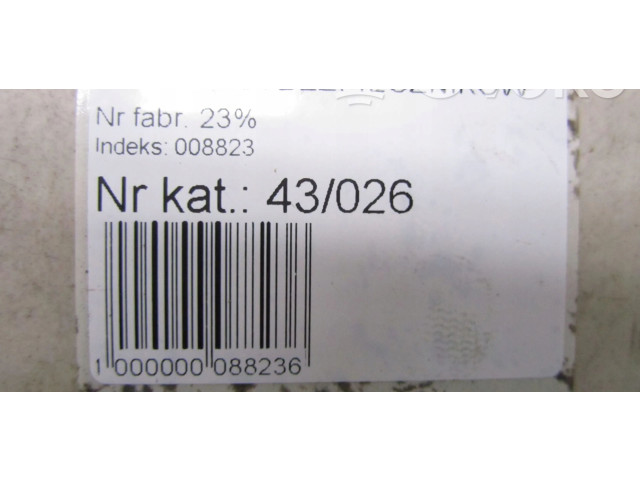 Nr fabr. 23%
Indeks: 008823
Nr kat.: 43/026
1 000000 088236